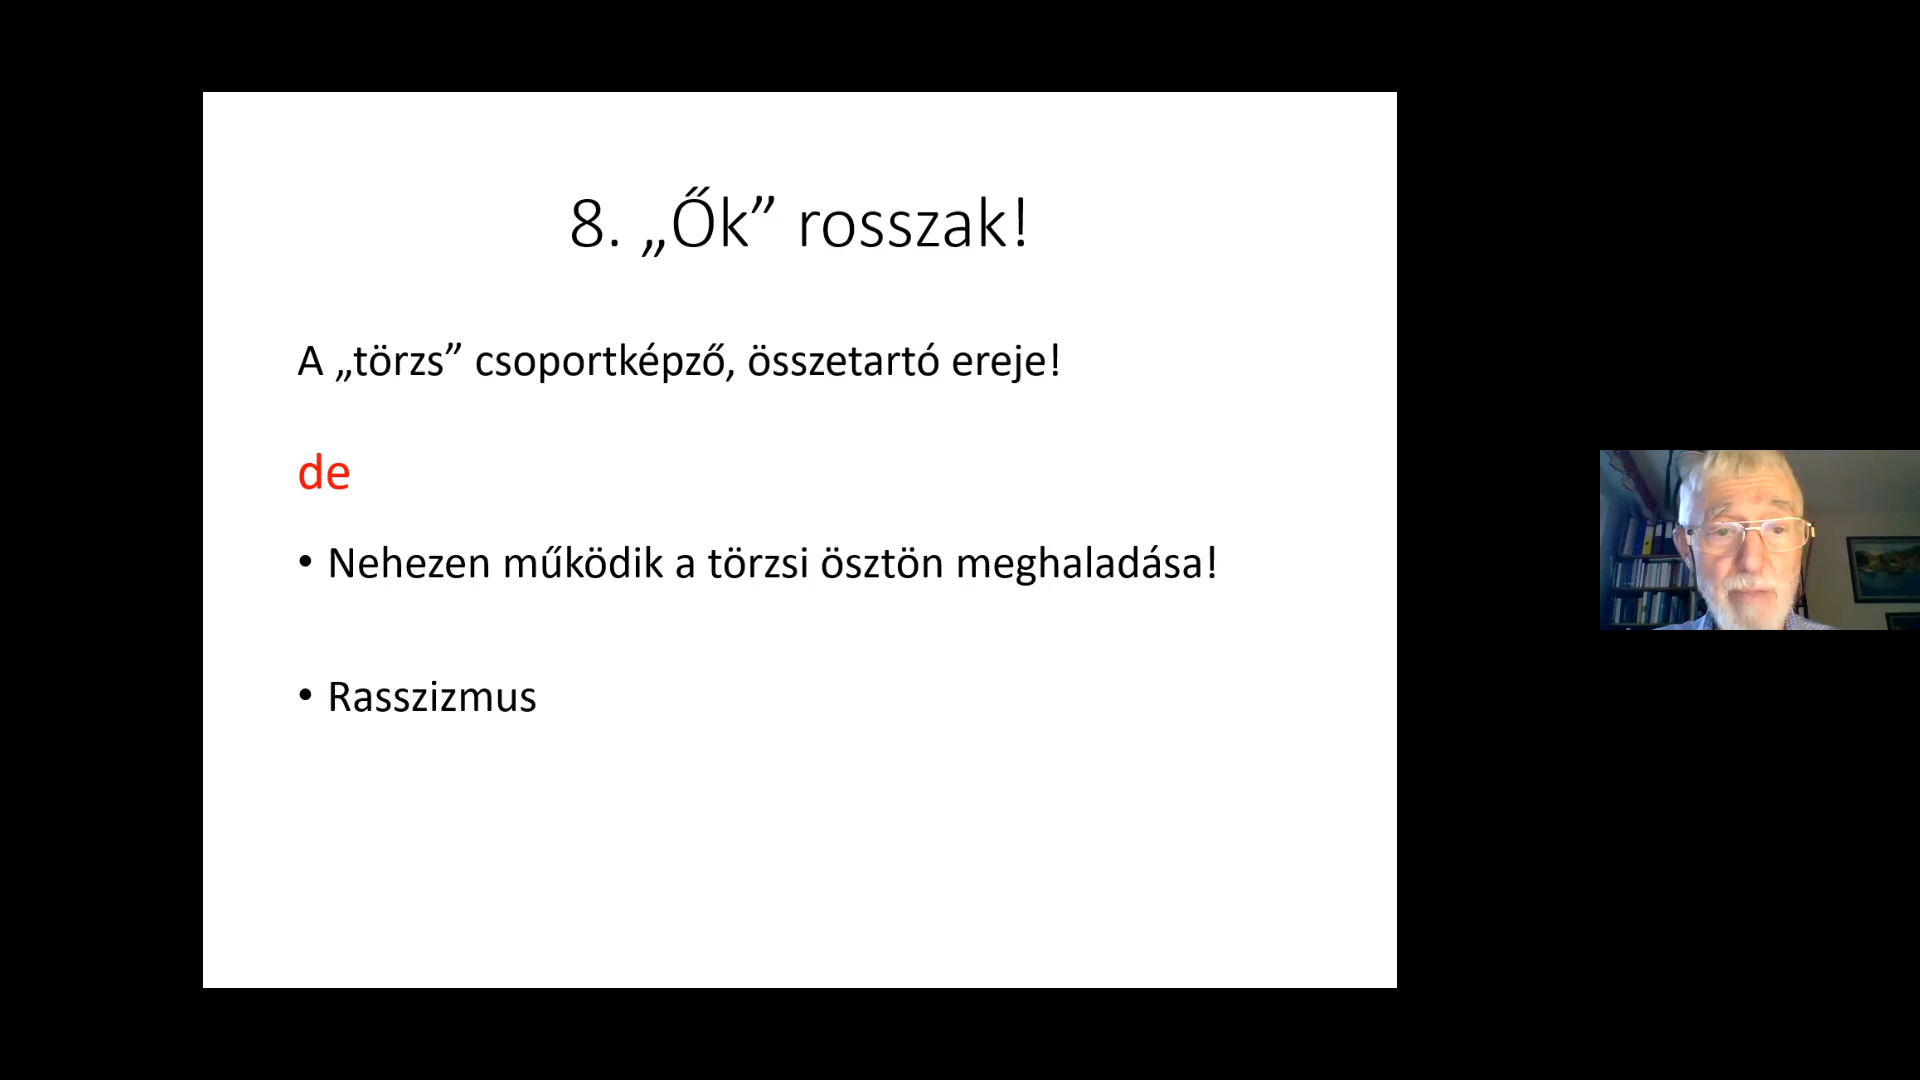 8. „Ők” rosszak!
A „törzs” csoportképző, összetartó ereje!
de
• Nehezen működik a törzsi ösztön meghaladása!
• Rasszizmus